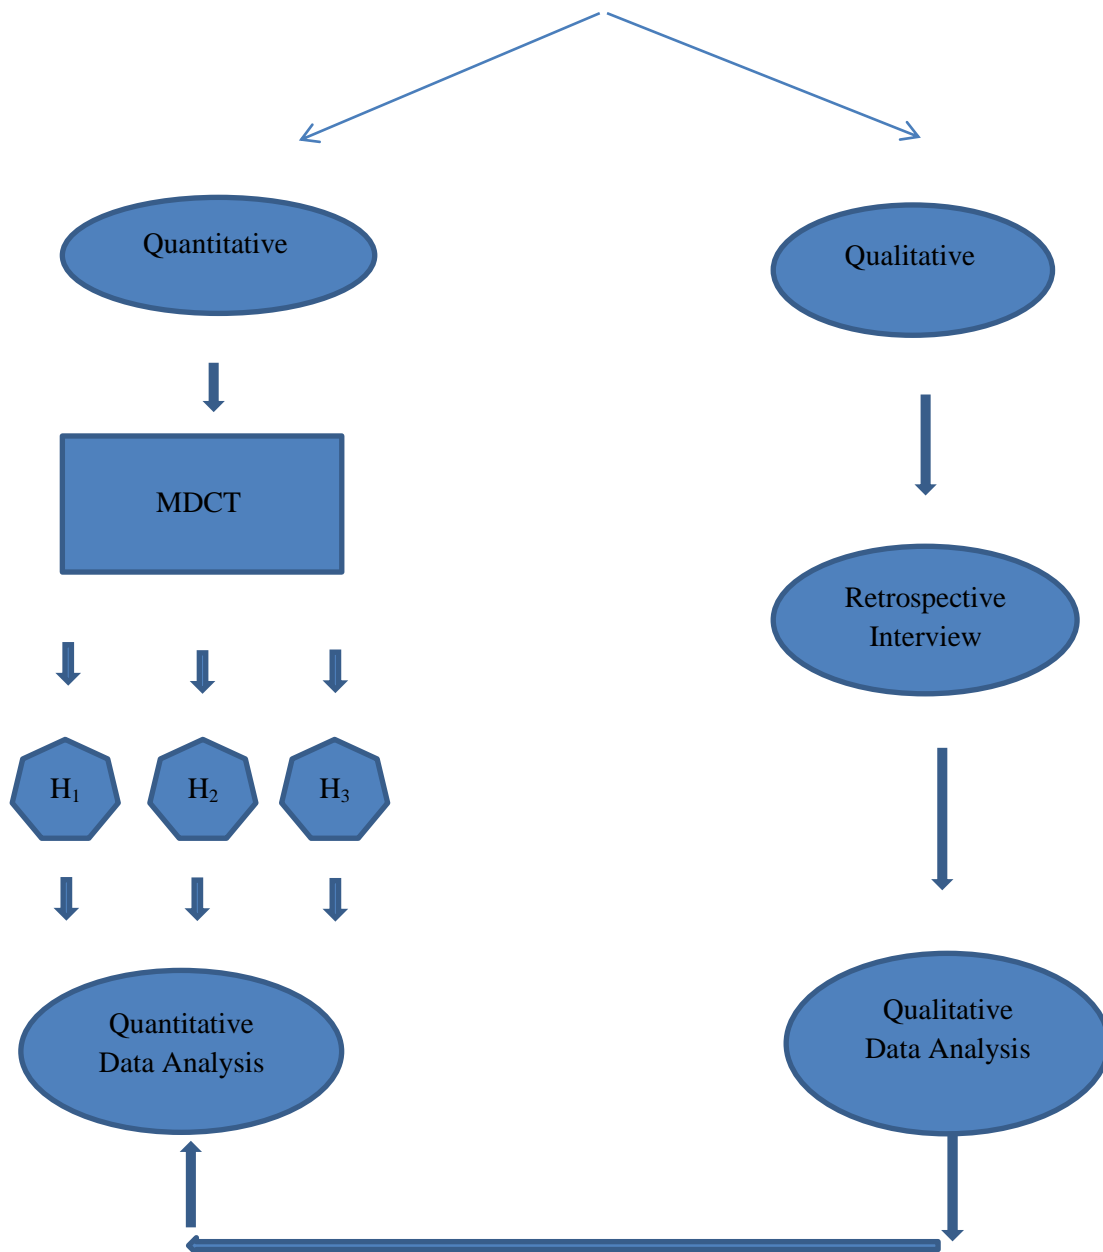 Quantitative
Qualitative
MDCT
Retrospective
Interview
H₁
H₂
H₃
Quantitative
Data Analysis
Qualitative
Data Analysis